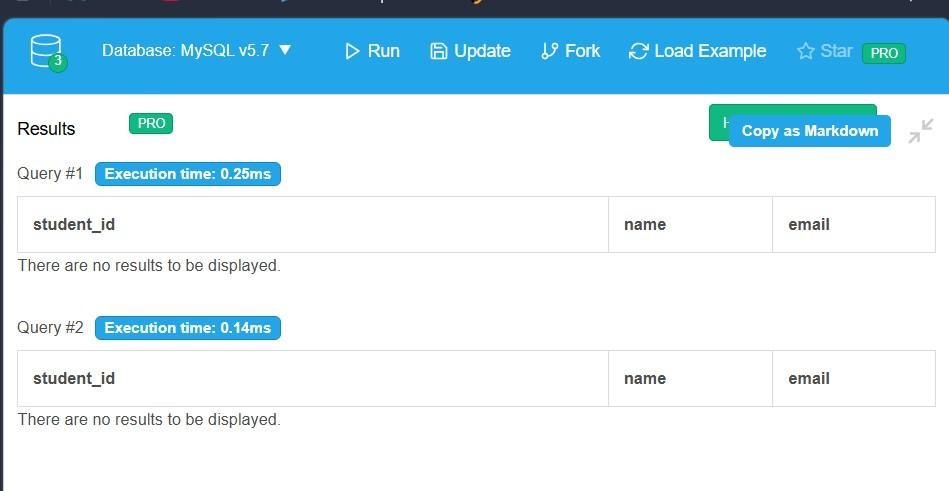 3
Database: MySQL v5.7 ▼ Run Update Fork Load Example Star PRO
Results PRO
Copy as Markdown
Query #1 Execution time: 0.25ms
student_id name email
There are no results to be displayed.
Query #2 Execution time: 0.14ms
student_id name email
There are no results to be displayed.